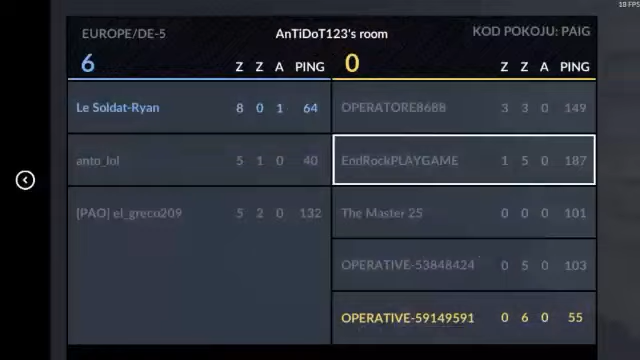 18 FPS
EUROPE/DE-5 AnTiDoT123's room KOD POKOJU: PAIG
6 Z Z A PING 0 Z Z A PING
Le Soldat-Ryan 8 0 1 64 OPERATORE8688 3 3 0 149
anto_lol 5 1 0 40 EndRockPLAYGAME 1 5 0 187
[PAO] el_greco209 5 2 0 132 The Master 25 0 0 0 101
OPERATIVE-53848424 0 5 0 103
OPERATIVE-59149591 0 6 0 55